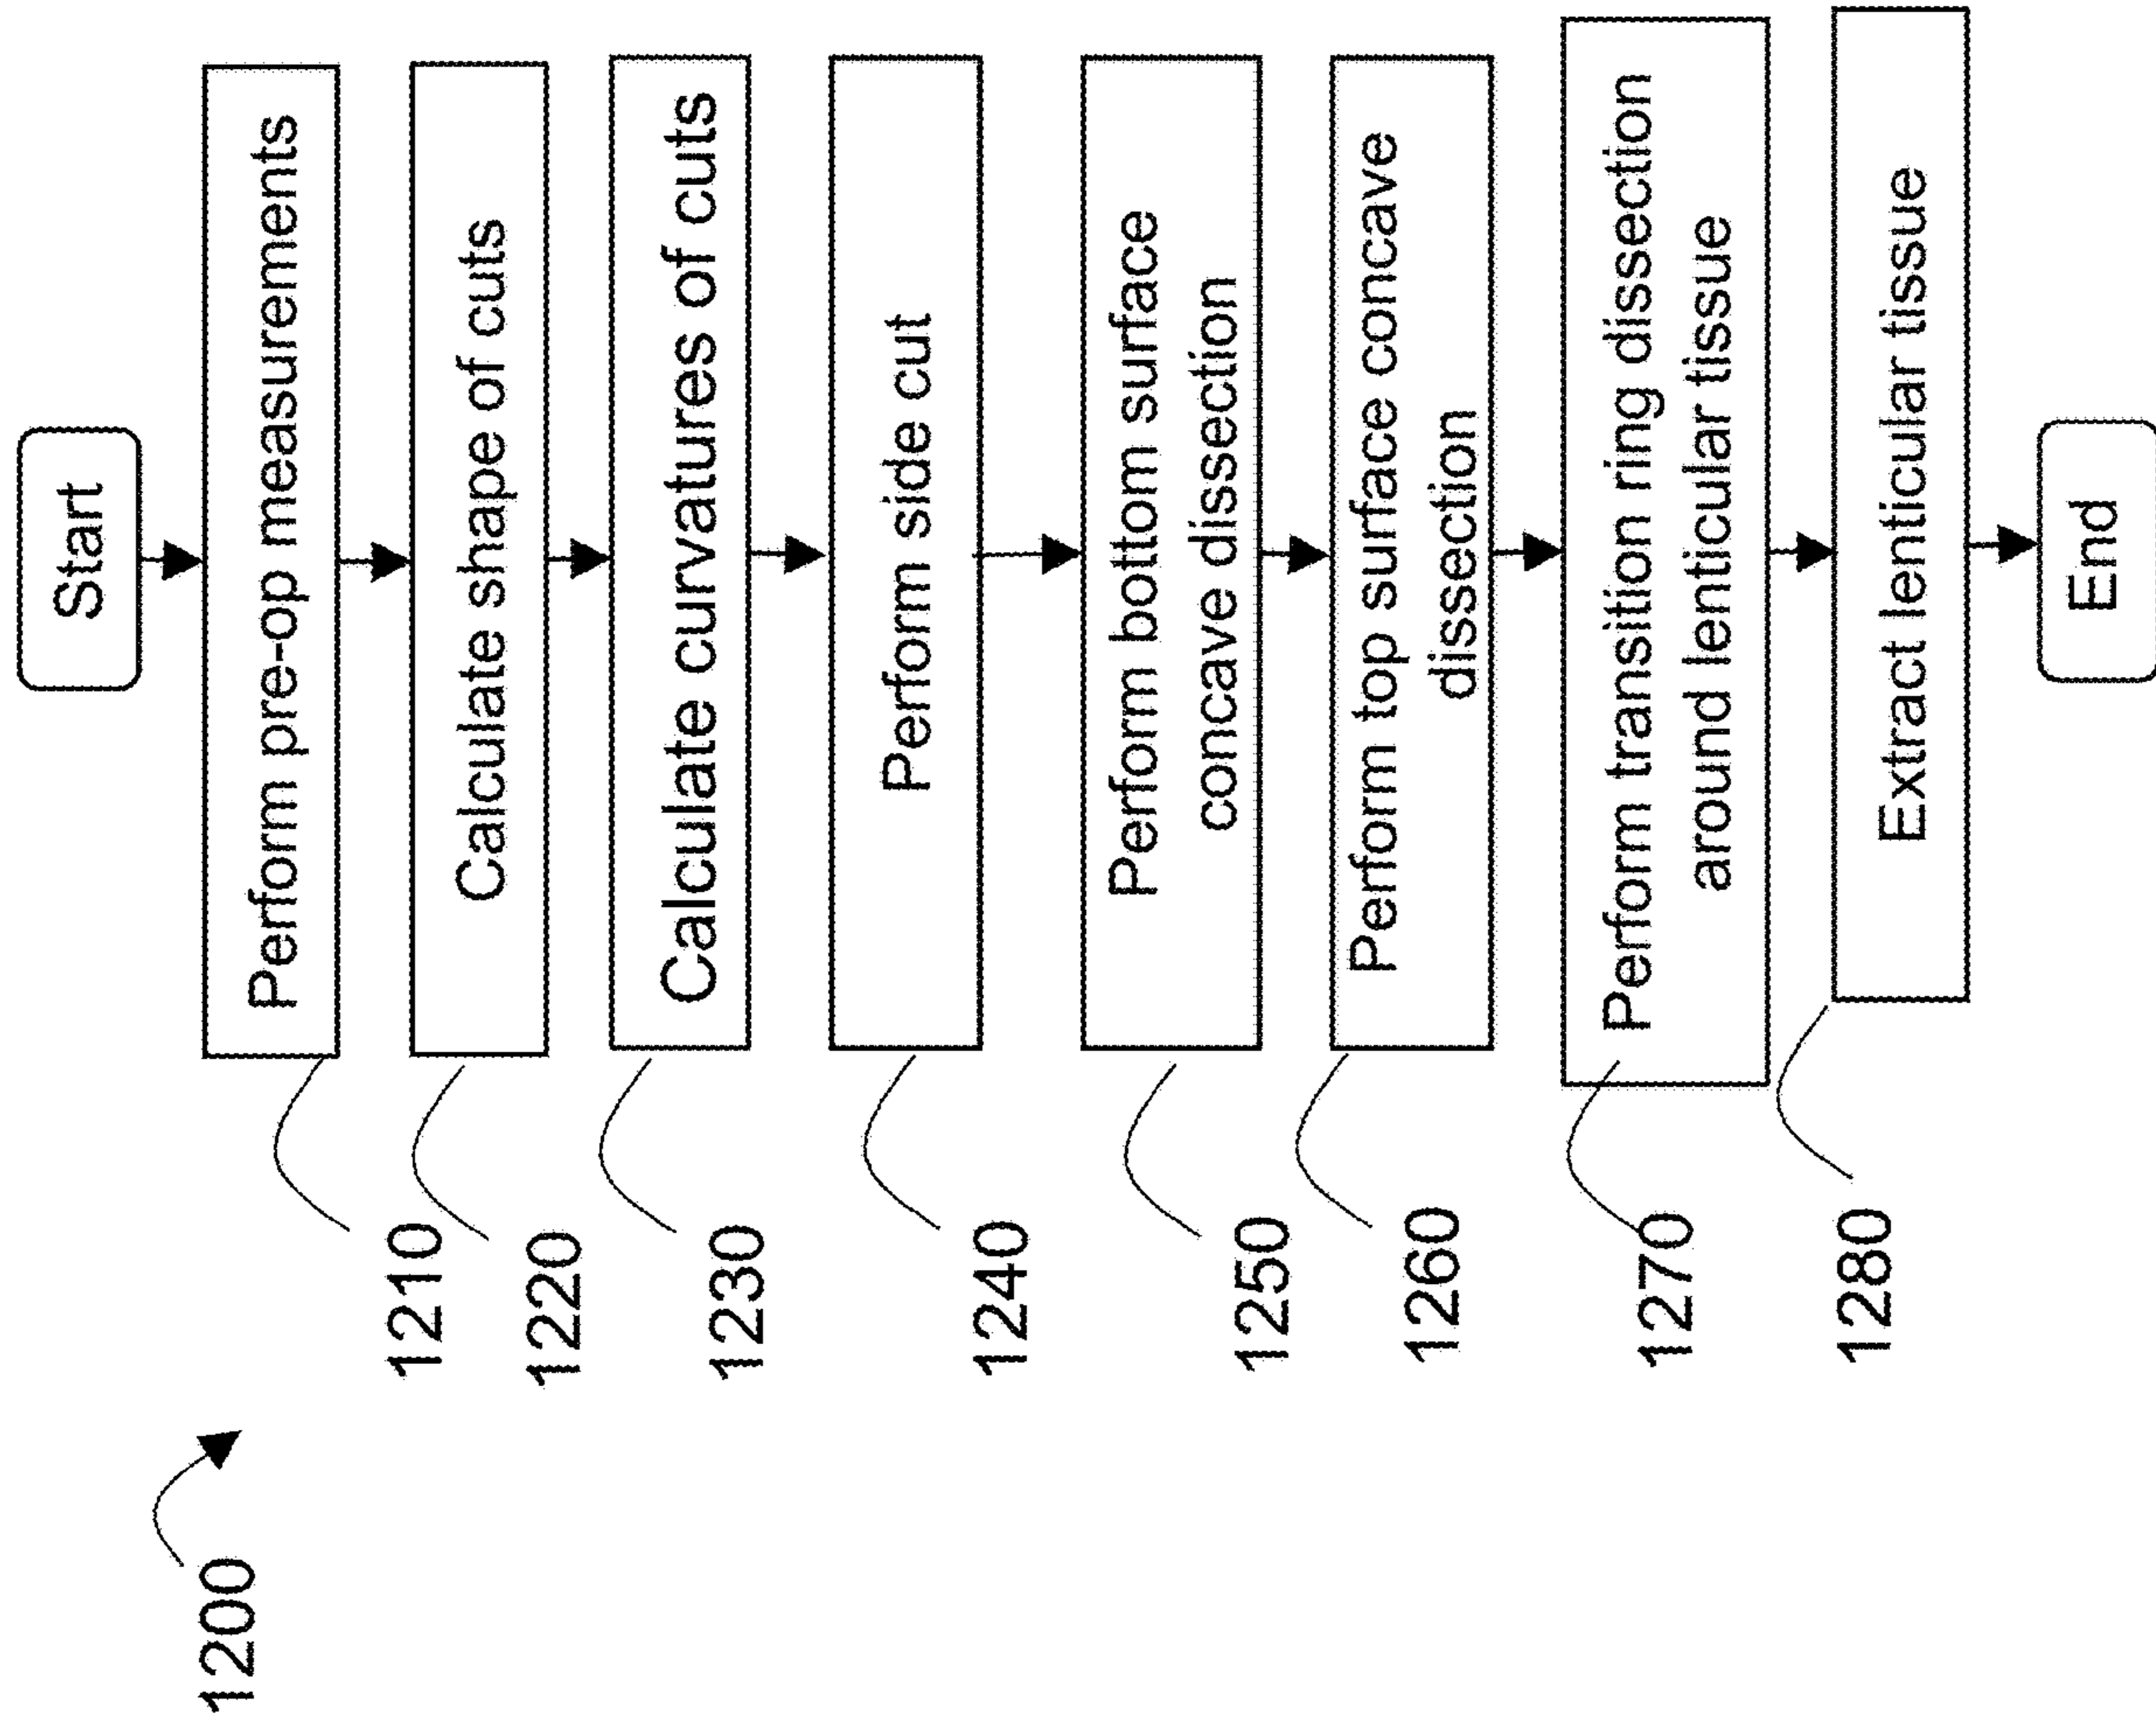 1200
Start
Perform pre-op measurements
1210
Calculate shape of cuts
1220
Calculate curvatures of cuts
1230
Perform side cut
1240
Perform bottom surface
concave dissection
1250
Perform top surface concave
dissection
1260
Perform transition ring dissection
around lenticular tissue
1270
Extract lenticular tissue
1280
End